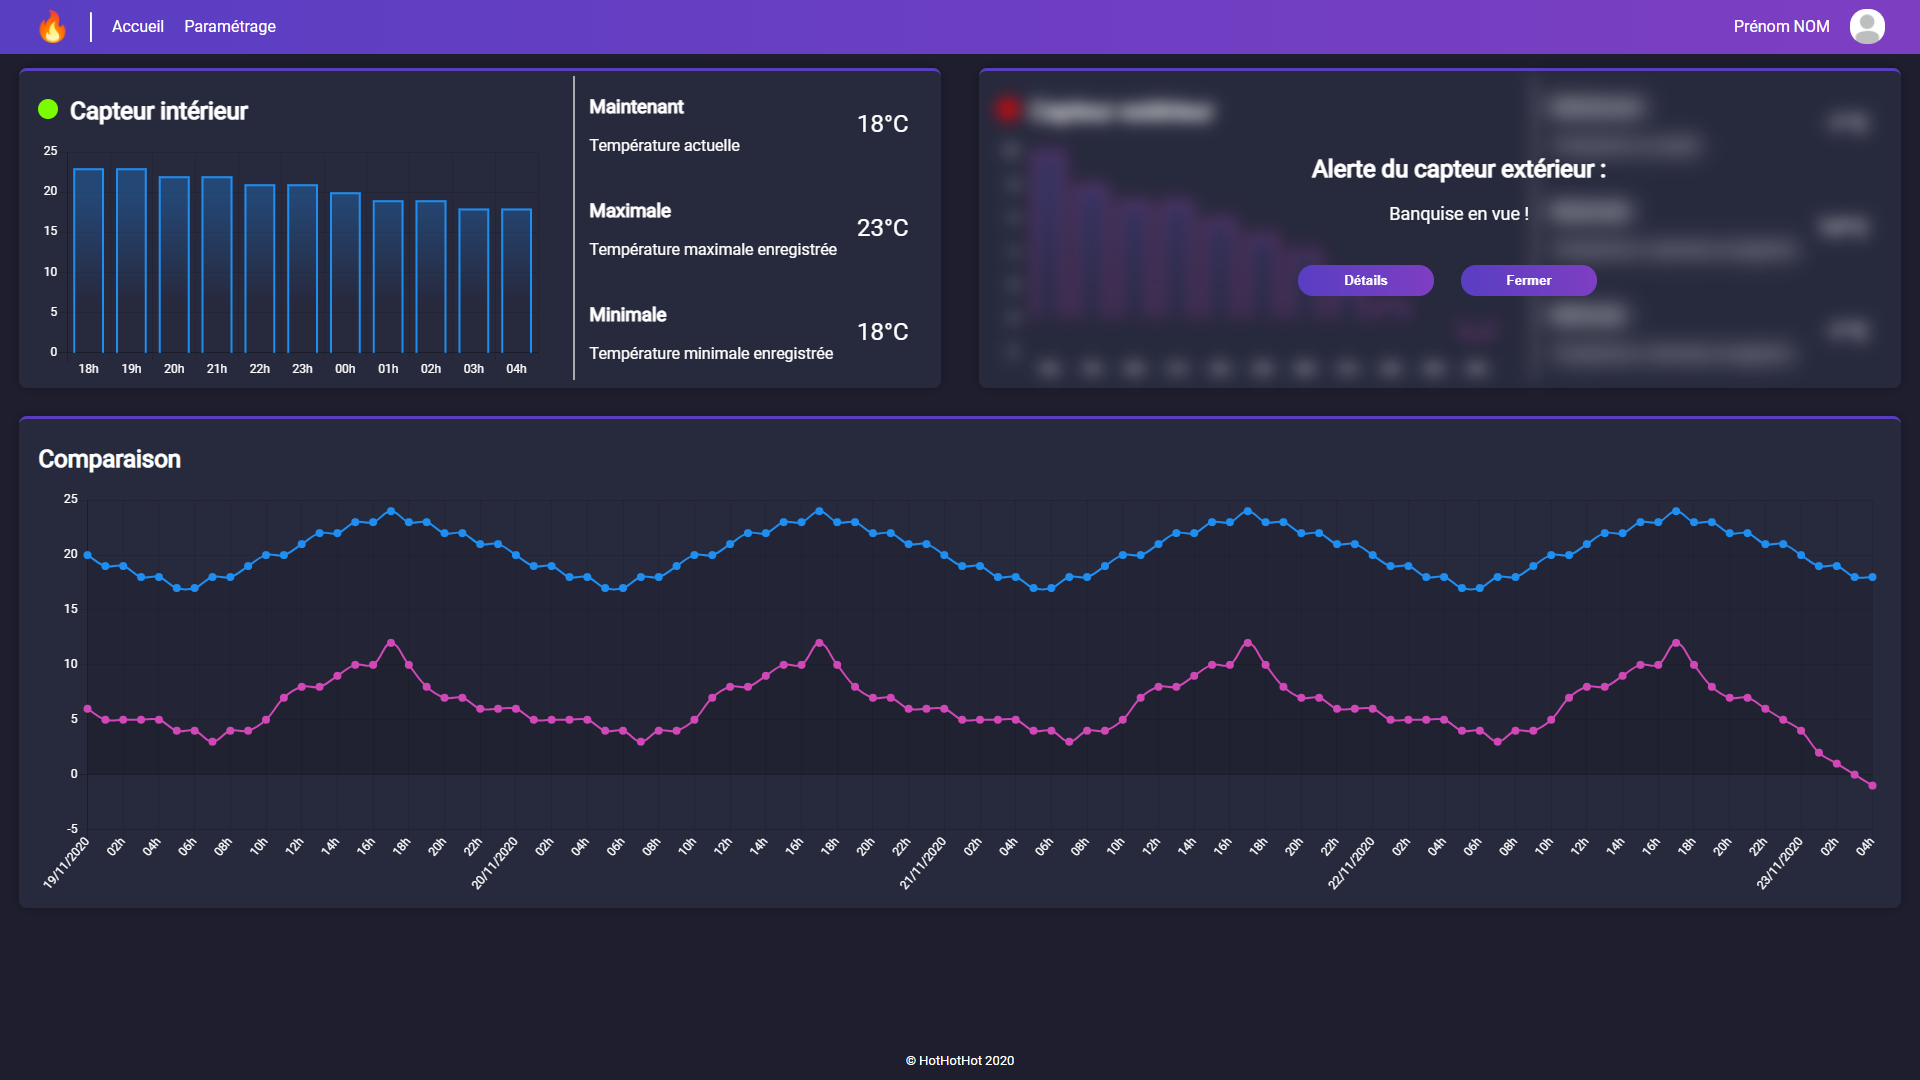 Accueil Paramétrage Prénom NOM
Capteur intérieur
25
20
15
10
5
0
18h 19h 20h 21h 22h 23h 00h 01h 02h 03h 04h
Maintenant
Température actuelle
18°C
Maximale
Température maximale enregistrée
23°C
Minimale
Température minimale enregistrée
18°C
Capteur extérieur
Alerte du capteur extérieur :
Banquise en vue !
Détails Fermer
Comparaison
25
20
15
10
5
0
-5
19/11/2020 02h 04h 06h 08h 10h 12h 14h 16h 18h 20h 22h 20/11/2020 02h 04h 06h 08h 10h 12h 14h 16h 18h 20h 22h 21/11/2020 02h 04h 06h 08h 10h 12h 14h 16h 18h 20h 22h 22/11/2020 02h 04h 06h 08h 10h 12h 14h 16h 18h 20h 22h 23/11/2020 02h 04h
© HotHotHot 2020